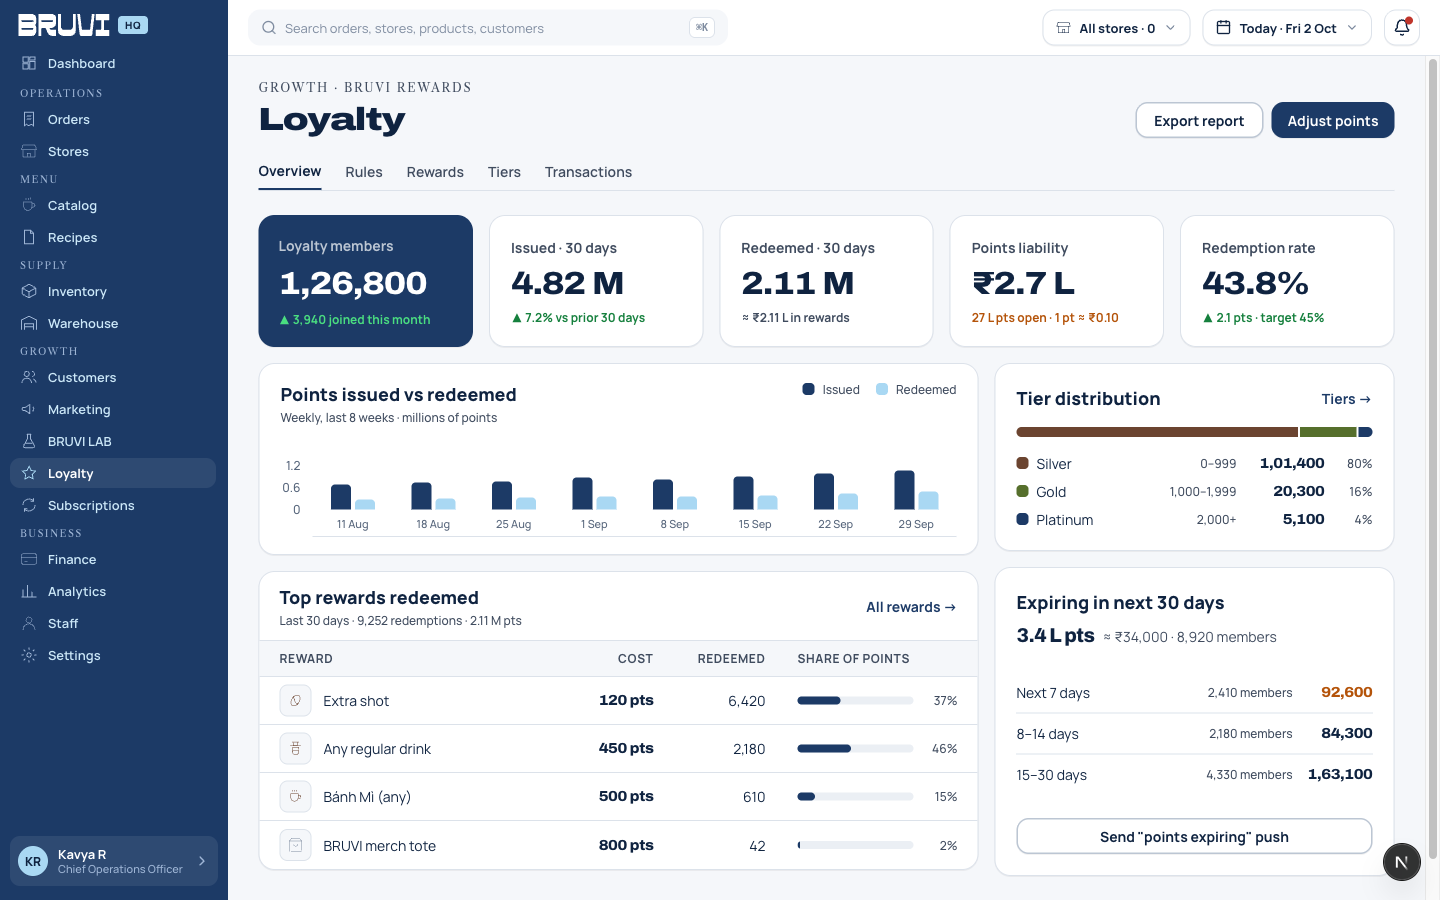 BRUVI HQ
Search orders, stores, products, customers
⌘K
All stores · 0
Today · Fri 2 Oct
Dashboard
OPERATIONS
Orders
Stores
MENU
Catalog
Recipes
SUPPLY
Inventory
Warehouse
GROWTH
Customers
Marketing
BRUVI LAB
Loyalty
Subscriptions
BUSINESS
Finance
Analytics
Staff
Settings
KR
Kavya R
Chief Operations Officer
GROWTH · BRUVI REWARDS
Loyalty
Export report
Adjust points
Overview Rules Rewards Tiers Transactions
Loyalty members
1,26,800
▲ 3,940 joined this month
Issued · 30 days
4.82 M
▲ 7.2% vs prior 30 days
Redeemed · 30 days
2.11 M
≈ ₹2.11 L in rewards
Points liability
₹2.7 L
27 L pts open · 1 pt ≈ ₹0.10
Redemption rate
43.8%
▲ 2.1 pts · target 45%
Points issued vs redeemed
Weekly, last 8 weeks · millions of points
Issued Redeemed
1.2
0.6
0
11 Aug 18 Aug 25 Aug 1 Sep 8 Sep 15 Sep 22 Sep 29 Sep
Tier distribution
Tiers →
Silver 0–999 1,01,400 80%
Gold 1,000–1,999 20,300 16%
Platinum 2,000+ 5,100 4%
Top rewards redeemed
Last 30 days · 9,252 redemptions · 2.11 M pts
All rewards →
REWARD COST REDEEMED SHARE OF POINTS
Extra shot 120 pts 6,420 37%
Any regular drink 450 pts 2,180 46%
Bánh Mì (any) 500 pts 610 15%
BRUVI merch tote 800 pts 42 2%
Expiring in next 30 days
3.4 L pts ≈ ₹34,000 · 8,920 members
Next 7 days 2,410 members 92,600
8–14 days 2,180 members 84,300
15–30 days 4,330 members 1,63,100
Send "points expiring" push
N